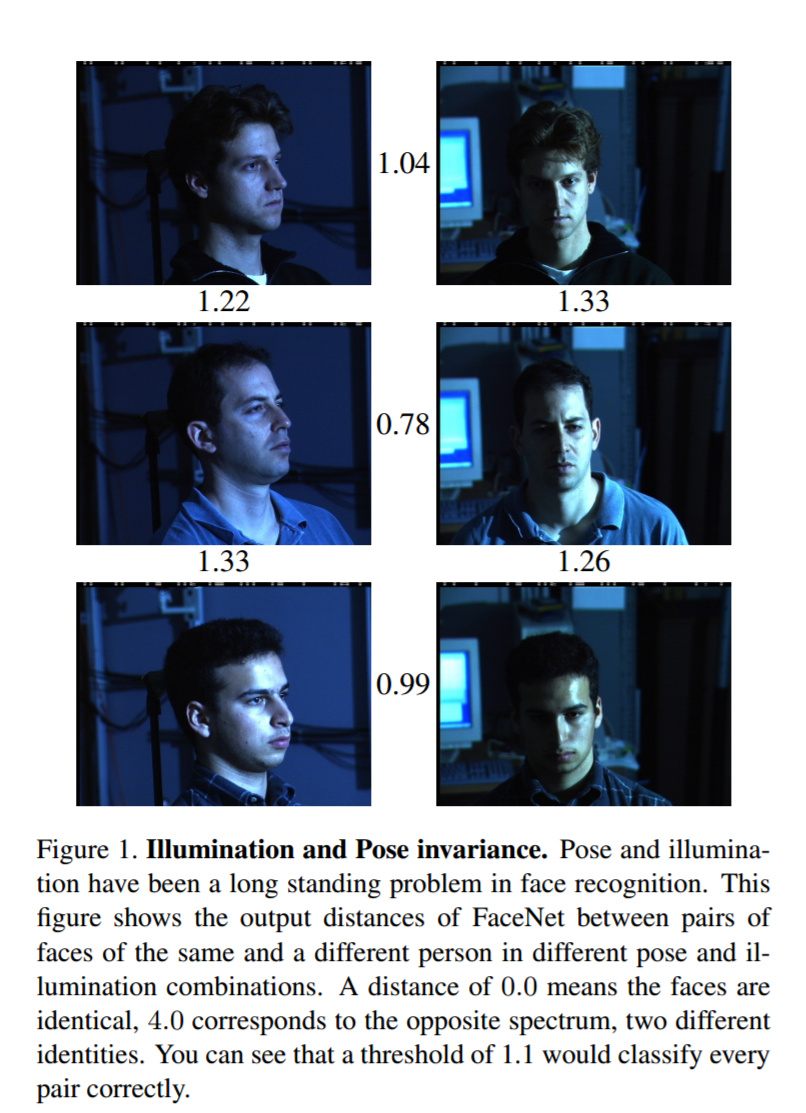 1.04
1.22 1.33
0.78
1.33 1.26
0.99
Figure 1. Illumination and Pose invariance. Pose and illumina-
tion have been a long standing problem in face recognition. This
figure shows the output distances of FaceNet between pairs of
faces of the same and a different person in different pose and il-
lumination combinations. A distance of 0.0 means the faces are
identical, 4.0 corresponds to the opposite spectrum, two different
identities. You can see that a threshold of 1.1 would classify every
pair correctly.